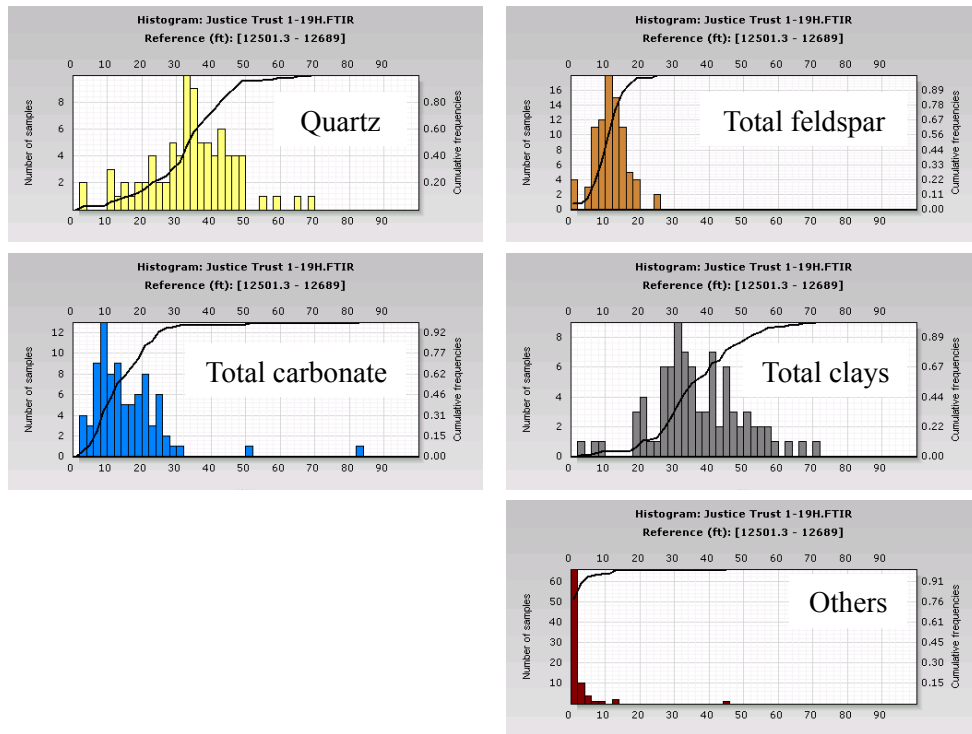 Histogram: Justice Trust 1-19H.FTIR
Reference (ft): [12501.3 - 12689]
0 10 20 30 40 50 60 70 80 90
8
6
4
2
Number of samples
Quartz
0.80
0.60
0.40
0.20
Cumulative frequencies
0 10 20 30 40 50 60 70 80 90
Histogram: Justice Trust 1-19H.FTIR
Reference (ft): [12501.3 - 12689]
0 10 20 30 40 50 60 70 80 90
16
14
12
10
8
6
4
2
0
Number of samples
Total feldspar
0.89
0.78
0.67
0.56
0.44
0.33
0.22
0.11
0.00
Cumulative frequencies
0 10 20 30 40 50 60 70 80 90
Histogram: Justice Trust 1-19H.FTIR
Reference (ft): [12501.3 - 12689]
0 10 20 30 40 50 60 70 80 90
12
10
8
6
4
2
0
Number of samples
Total carbonate
0.92
0.77
0.62
0.46
0.31
0.15
0.00
Cumulative frequencies
0 10 20 30 40 50 60 70 80 90
Histogram: Justice Trust 1-19H.FTIR
Reference (ft): [12501.3 - 12689]
0 10 20 30 40 50 60 70 80 90
8
6
4
2
0
Number of samples
Total clays
0.89
0.67
0.44
0.22
0.00
Cumulative frequencies
0 10 20 30 40 50 60 70 80 90
Histogram: Justice Trust 1-19H.FTIR
Reference (ft): [12501.3 - 12689]
0 10 20 30 40 50 60 70 80 90
60
50
40
30
20
10
Number of samples
Others
0.91
0.76
0.61
0.45
0.30
0.15
Cumulative frequencies
0 10 20 30 40 50 60 70 80 90